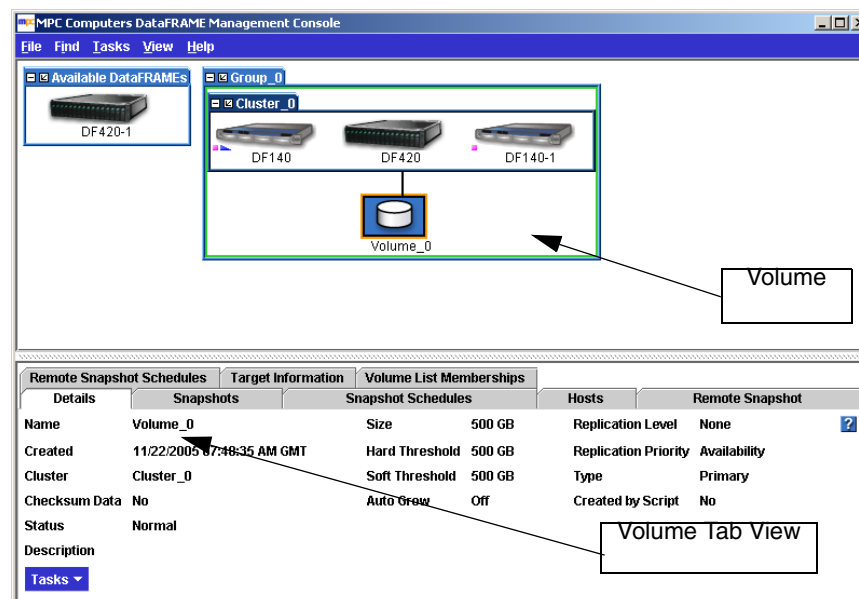 mpc MPC Computers DataFRAME Management Console
File Find Tasks View Help
Available DataFRAMEs
DF420-1
Group_0
Cluster_0
DF140 DF420 DF140-1
Volume_0
Volume
Remote Snapshot Schedules Target Information Volume List Memberships
Details Snapshots Snapshot Schedules Hosts Remote Snapshot
Name Volume_0 Size 500 GB Replication Level None ?
Created 11/22/2005 07:48:35 AM GMT Hard Threshold 500 GB Replication Priority Availability
Cluster Cluster_0 Soft Threshold 500 GB Type Primary
Checksum Data No Auto Grow Off Created by Script No
Status Normal
Volume Tab View
Description
Tasks